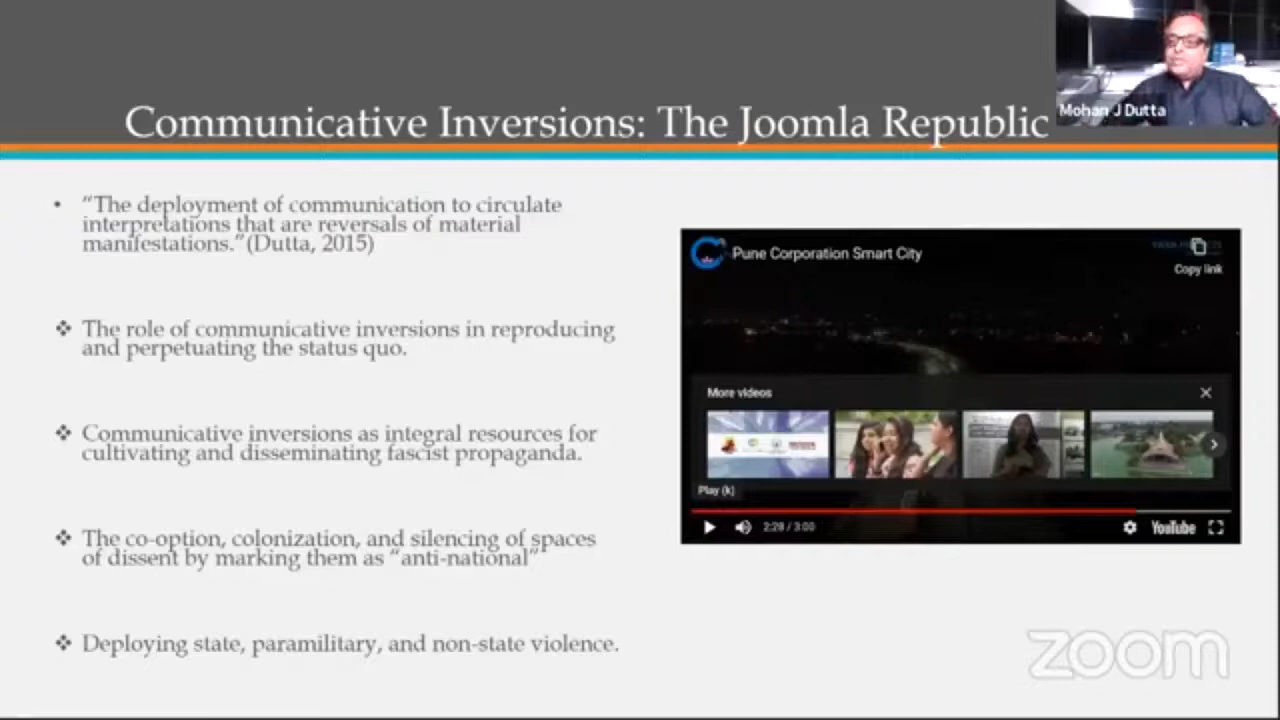 Communicative Inversions: The Joomla Republic
Mohan J Dutta
• “The deployment of communication to circulate
interpretations that are reversals of material
manifestations.”(Dutta, 2015)
❖ The role of communicative inversions in reproducing
and perpetuating the status quo.
❖ Communicative inversions as integral resources for
cultivating and disseminating fascist propaganda.
❖ The co-option, colonization, and silencing of spaces
of dissent by marking them as “anti-national”
❖ Deploying state, paramilitary, and non-state violence.
Pune Corporation Smart City
Copy link
More videos
Play (k)
2:28 / 3:00
YouTube
zoom